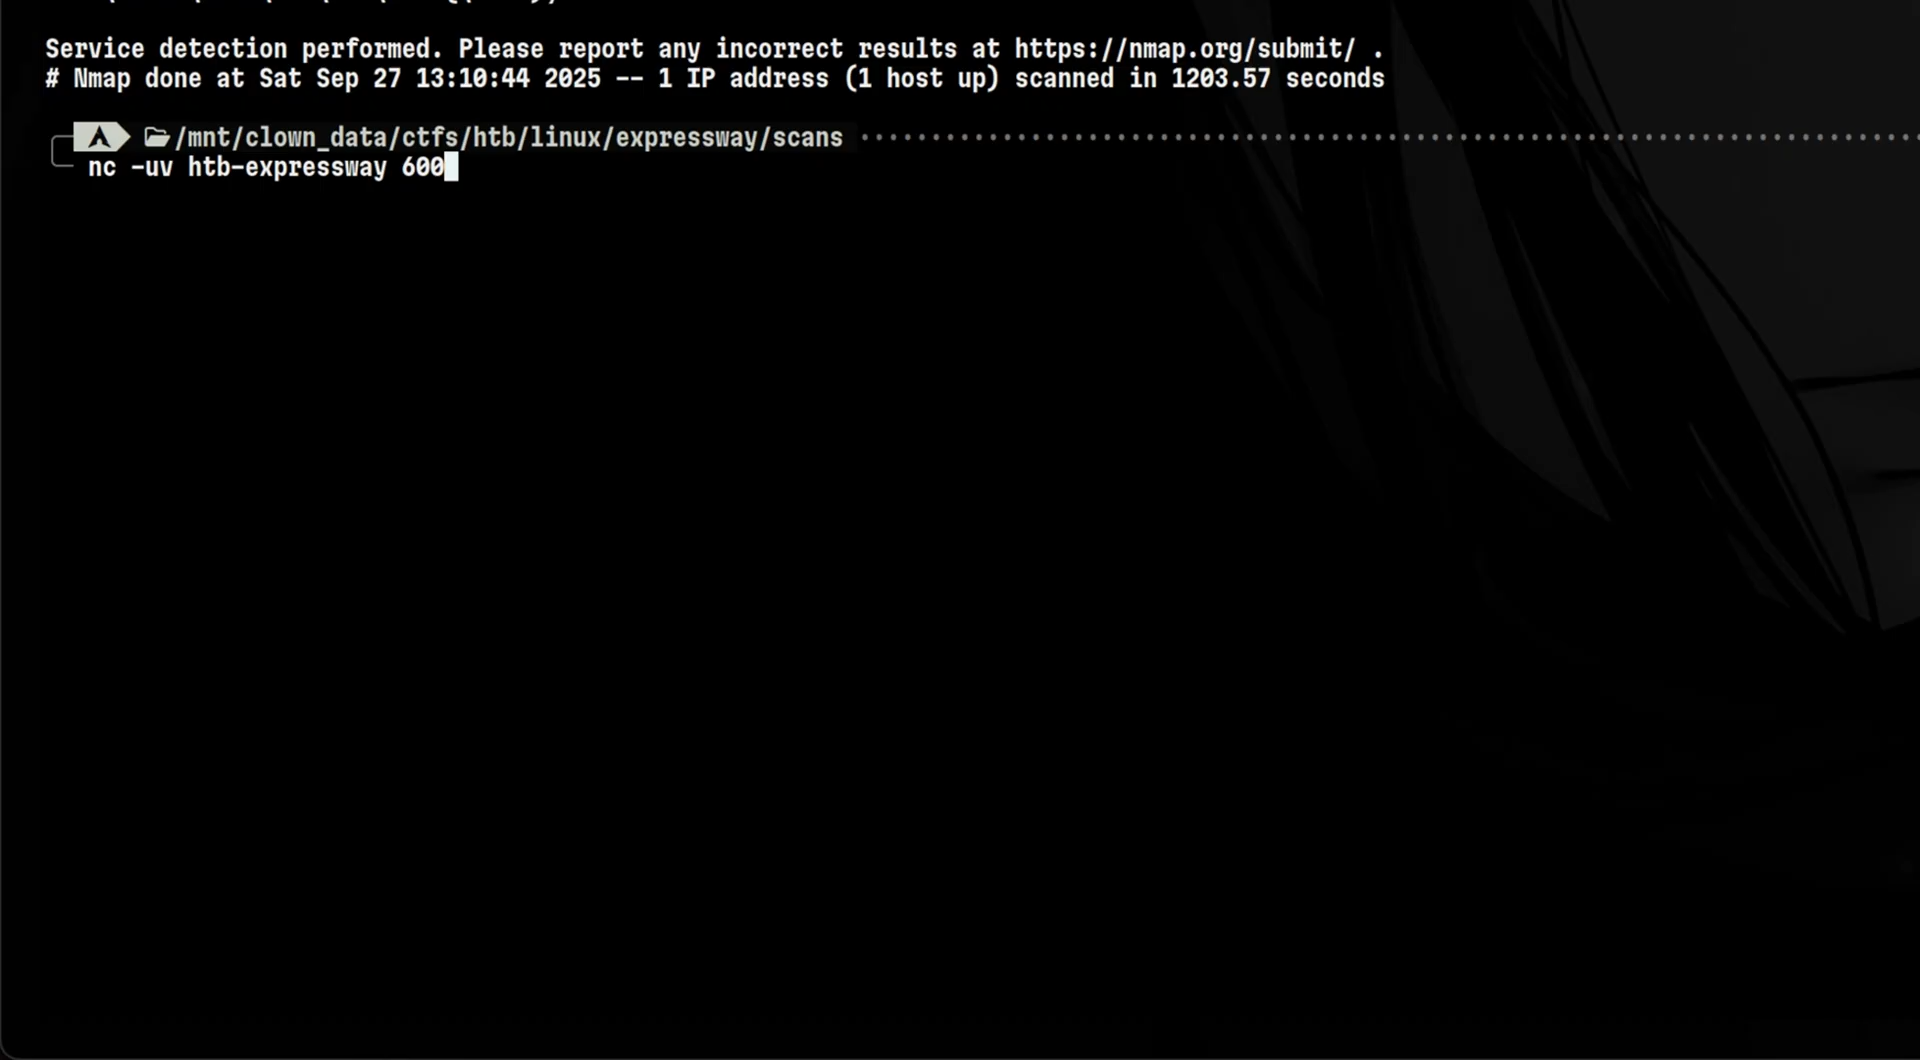 Service detection performed. Please report any incorrect results at https://nmap.org/submit/ .
# Nmap done at Sat Sep 27 13:10:44 2025 -- 1 IP address (1 host up) scanned in 1203.57 seconds
/mnt/clown_data/ctfs/htb/linux/expressway/scans
nc -uv htb-expressway 600